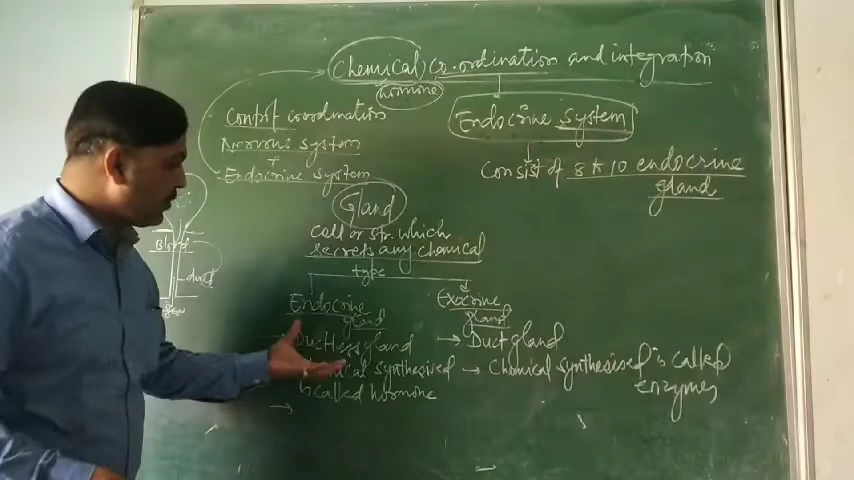 Chemical Co-ordination and integration
hormone
Contrl coordination
Nervous system
+
Endocrine system
Endocrine System
Consist of 8 to 10 endocrine
gland
Gland
Cell or str. which
secrets any chemical
type
Endocrine
gland
Exocrine
gland
Blood
duct
→ Ductless gland
→ Duct gland
Chemical synthesised
is called hormone
→ Chemical synthesised is called
enzymes
→